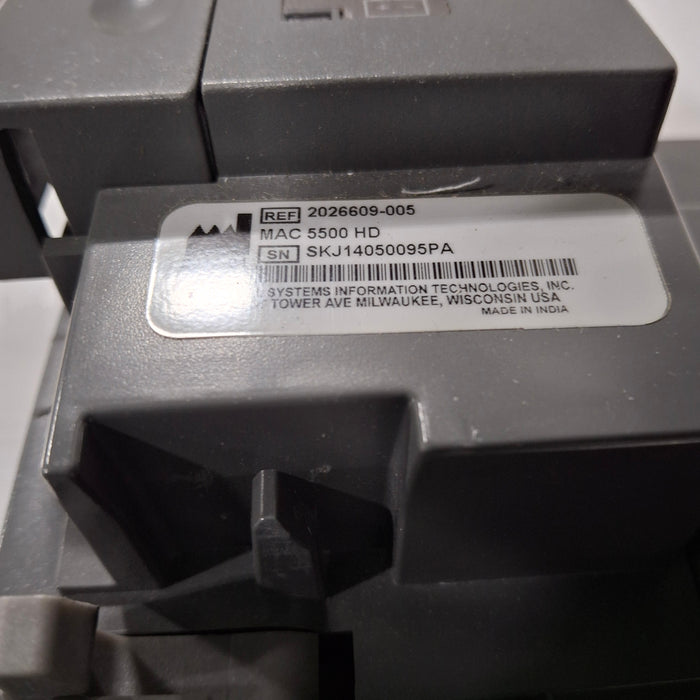 REF 2026609-005
MAC 5500 HD
SN SKJ14050095PA
SYSTEMS INFORMATION TECHNOLOGIES, INC.
TOWER AVE MILWAUKEE, WISCONSIN USA
MADE IN INDIA